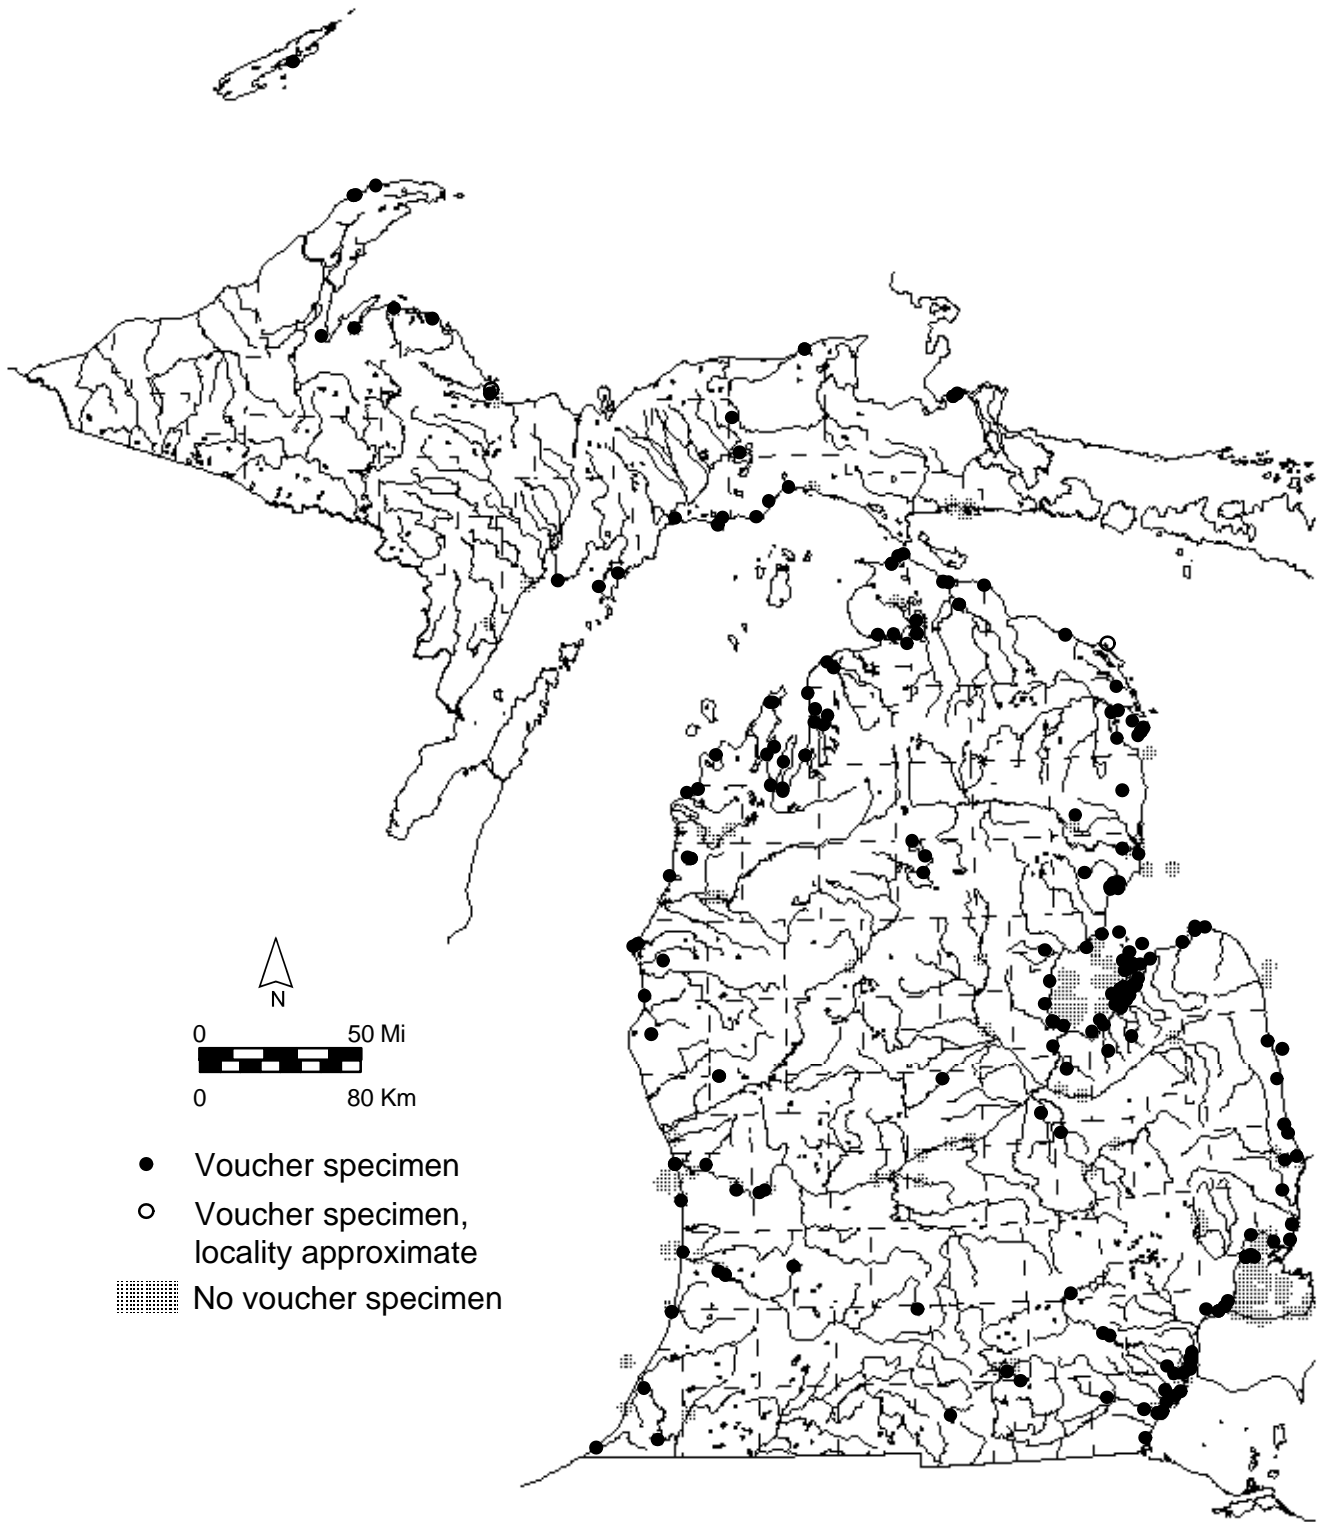 N
0 50 Mi
0 80 Km
Voucher specimen
Voucher specimen,
locality approximate
No voucher specimen